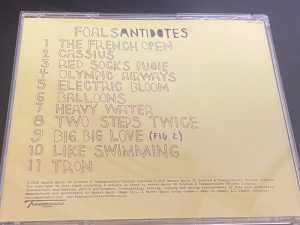 FOALS ANTIDOTES
1 THE FRENCH OPEN
2 CASSIUS
3 RED SOCKS PUGIE
4 OLYMPIC AIRWAYS
5 ELECTRIC BLOOM
6 BALLOONS
7 HEAVY WATER
8 TWO STEPS TWICE
9 BIG BIG LOVE (FIG. 2)
10 LIKE SWIMMING
11 TRON
Transgressive